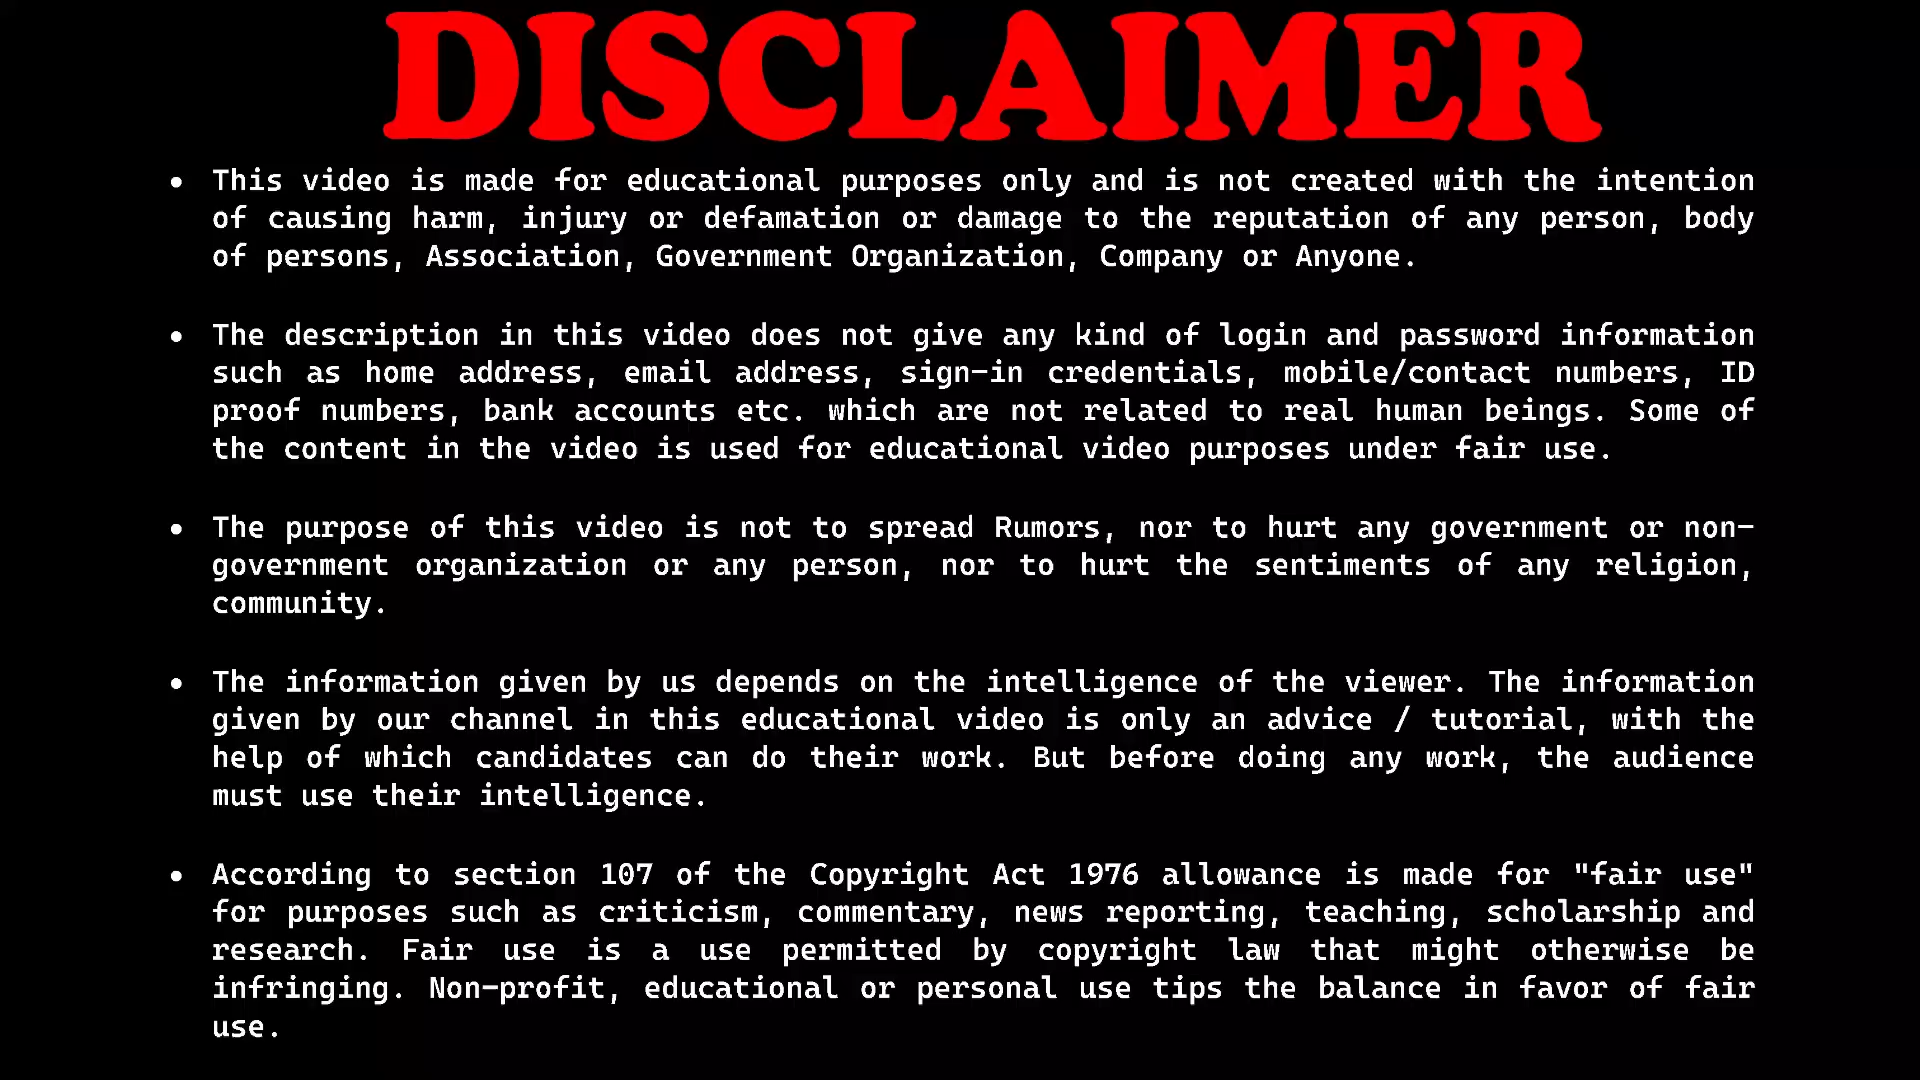 DISCLAIMER
• This video is made for educational purposes only and is not created with the intention
of causing harm, injury or defamation or damage to the reputation of any person, body
of persons, Association, Government Organization, Company or Anyone.
• The description in this video does not give any kind of login and password information
such as home address, email address, sign-in credentials, mobile/contact numbers, ID
proof numbers, bank accounts etc. which are not related to real human beings. Some of
the content in the video is used for educational video purposes under fair use.
• The purpose of this video is not to spread Rumors, nor to hurt any government or non-
government organization or any person, nor to hurt the sentiments of any religion,
community.
• The information given by us depends on the intelligence of the viewer. The information
given by our channel in this educational video is only an advice / tutorial, with the
help of which candidates can do their work. But before doing any work, the audience
must use their intelligence.
• According to section 107 of the Copyright Act 1976 allowance is made for "fair use"
for purposes such as criticism, commentary, news reporting, teaching, scholarship and
research. Fair use is a use permitted by copyright law that might otherwise be
infringing. Non-profit, educational or personal use tips the balance in favor of fair
use.